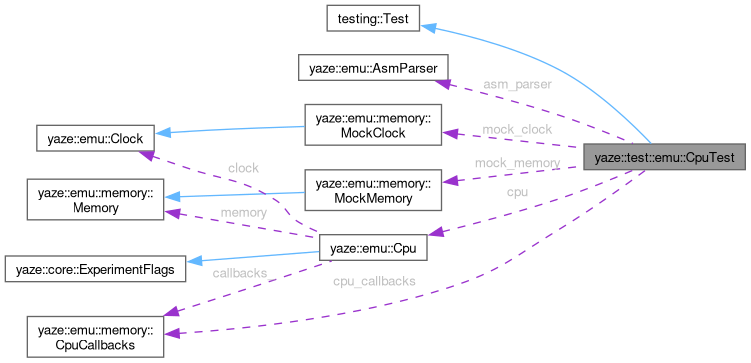 testing::Test
yaze::emu::AsmParser
asm_parser
yaze::emu::memory::
MockClock
mock_clock
yaze::emu::Clock
yaze::test::emu::CpuTest
mock_memory
clock
yaze::emu::memory::
MockMemory
yaze::emu::memory::
Memory
cpu
memory
yaze::emu::Cpu
yaze::core::ExperimentFlags
callbacks
cpu_callbacks
yaze::emu::memory::
CpuCallbacks